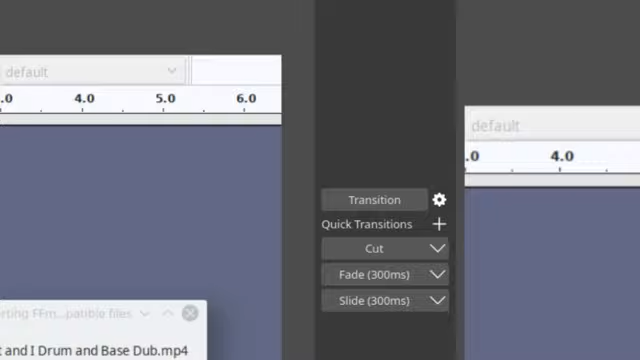 default
.0 4.0 5.0 6.0
rting FFm...patible files
t and I Drum and Base Dub.mp4
Transition
Quick Transitions
Cut
Fade (300ms)
Slide (300ms)
default
.0 4.0